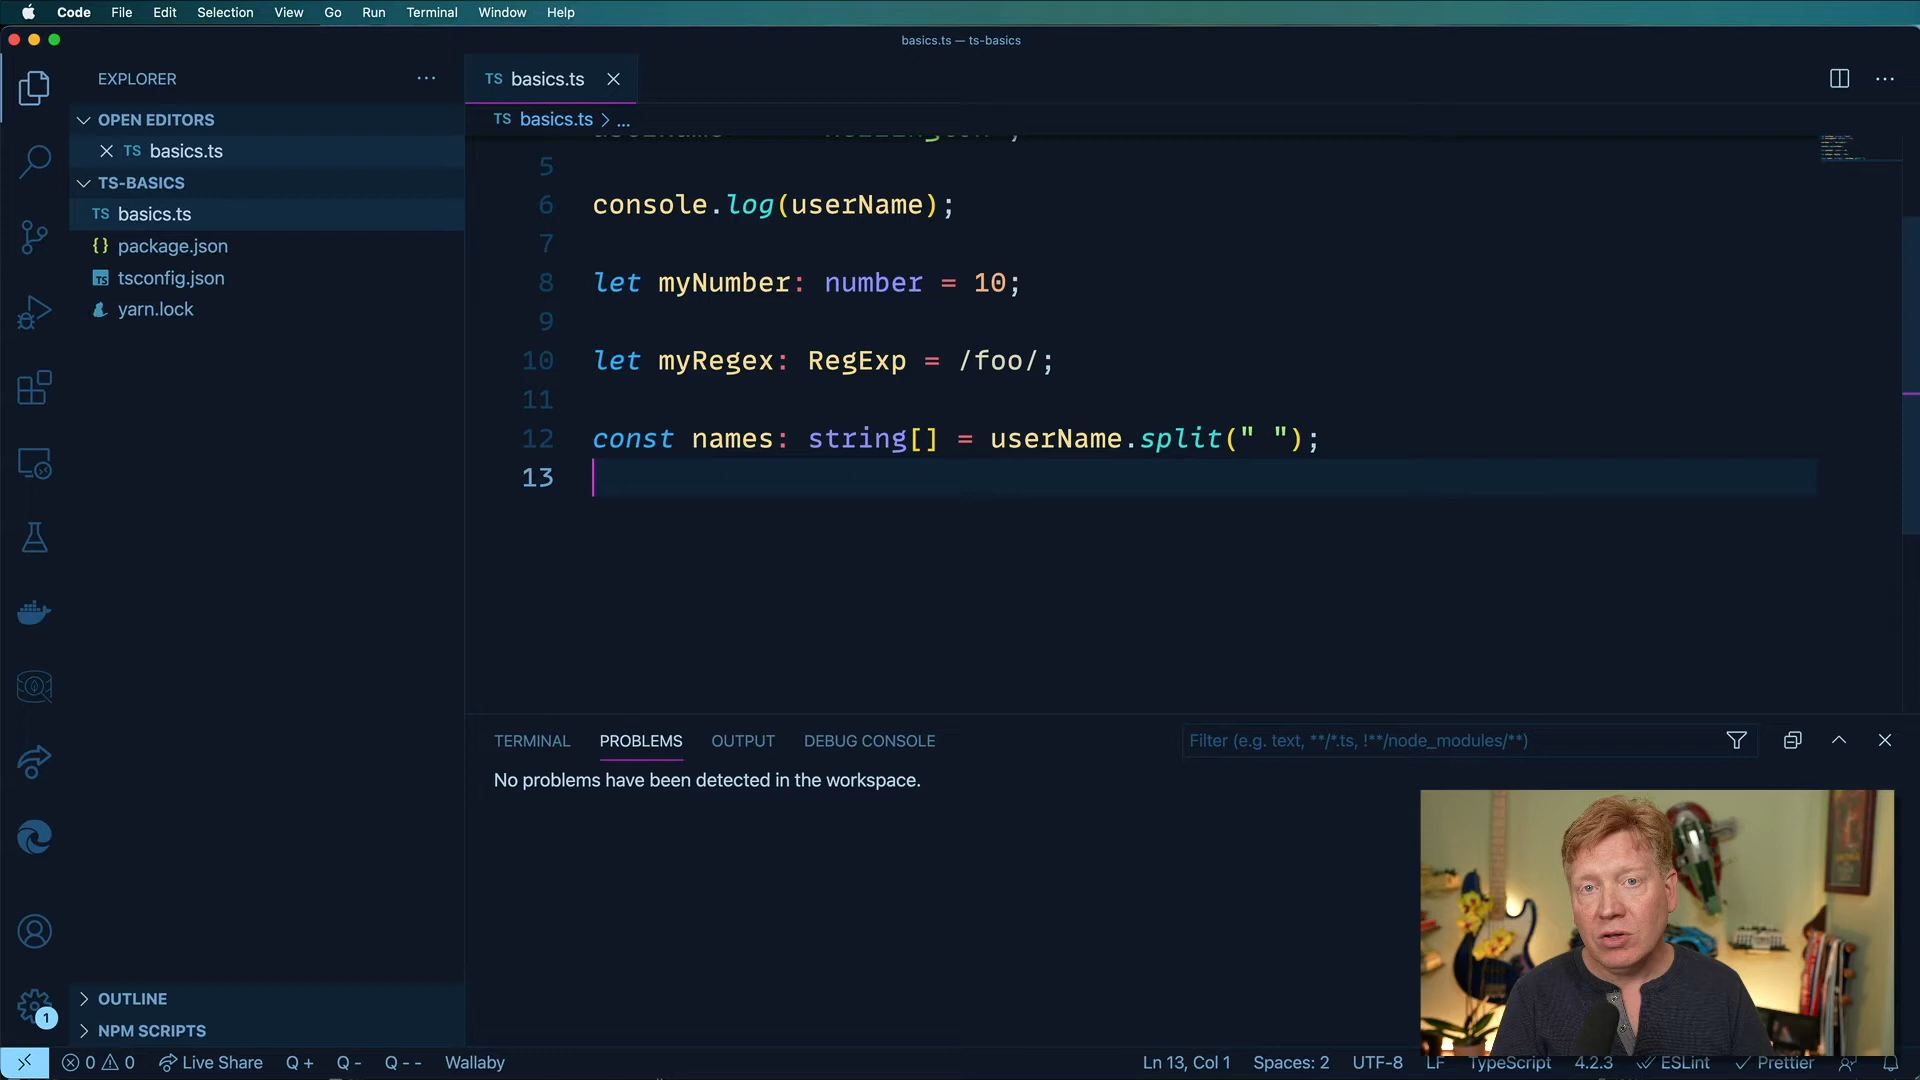 Code File Edit Selection View Go Run Terminal Window Help
basics.ts — ts-basics
EXPLORER
OPEN EDITORS
TS basics.ts
TS-BASICS
TS basics.ts
{} package.json
TS tsconfig.json
yarn.lock
OUTLINE
NPM SCRIPTS
TS basics.ts
TS basics.ts > ...
5
6 console.log(userName);
7
8 let myNumber: number = 10;
9
10 let myRegex: RegExp = /foo/;
11
12 const names: string[] = userName.split(" ");
13
TERMINAL PROBLEMS OUTPUT DEBUG CONSOLE
Filter (e.g. text, **/*.ts, !**/node_modules/**)
No problems have been detected in the workspace.
1
0 0 Live Share Q + Q - Q - - Wallaby
Ln 13, Col 1 Spaces: 2 UTF-8 LF TypeScript 4.2.3 ESLint Prettier